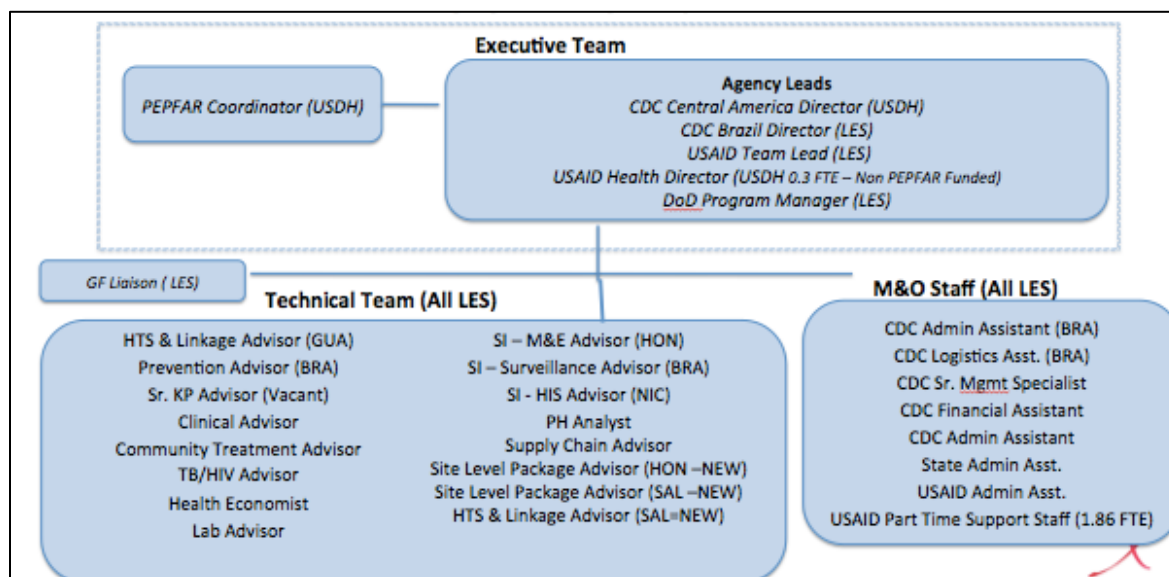 Executive Team
PEPFAR Coordinator (USDH)
Agency Leads
CDC Central America Director (USDH)
CDC Brazil Director (LES)
USAID Team Lead (LES)
USAID Health Director (USDH 0.3 FTE – Non PEPFAR Funded)
DoD Program Manager (LES)
GF Liaison ( LES)
Technical Team (All LES)
HTS & Linkage Advisor (GUA)
Prevention Advisor (BRA)
Sr. KP Advisor (Vacant)
Clinical Advisor
Community Treatment Advisor
TB/HIV Advisor
Health Economist
Lab Advisor
SI – M&E Advisor (HON)
SI – Surveillance Advisor (BRA)
SI - HIS Advisor (NIC)
PH Analyst
Supply Chain Advisor
Site Level Package Advisor (HON –NEW)
Site Level Package Advisor (SAL –NEW)
HTS & Linkage Advisor (SAL=NEW)
M&O Staff (All LES)
CDC Admin Assistant (BRA)
CDC Logistics Asst. (BRA)
CDC Sr. Mgmt Specialist
CDC Financial Assistant
CDC Admin Assistant
State Admin Asst.
USAID Admin Asst.
USAID Part Time Support Staff (1.86 FTE)